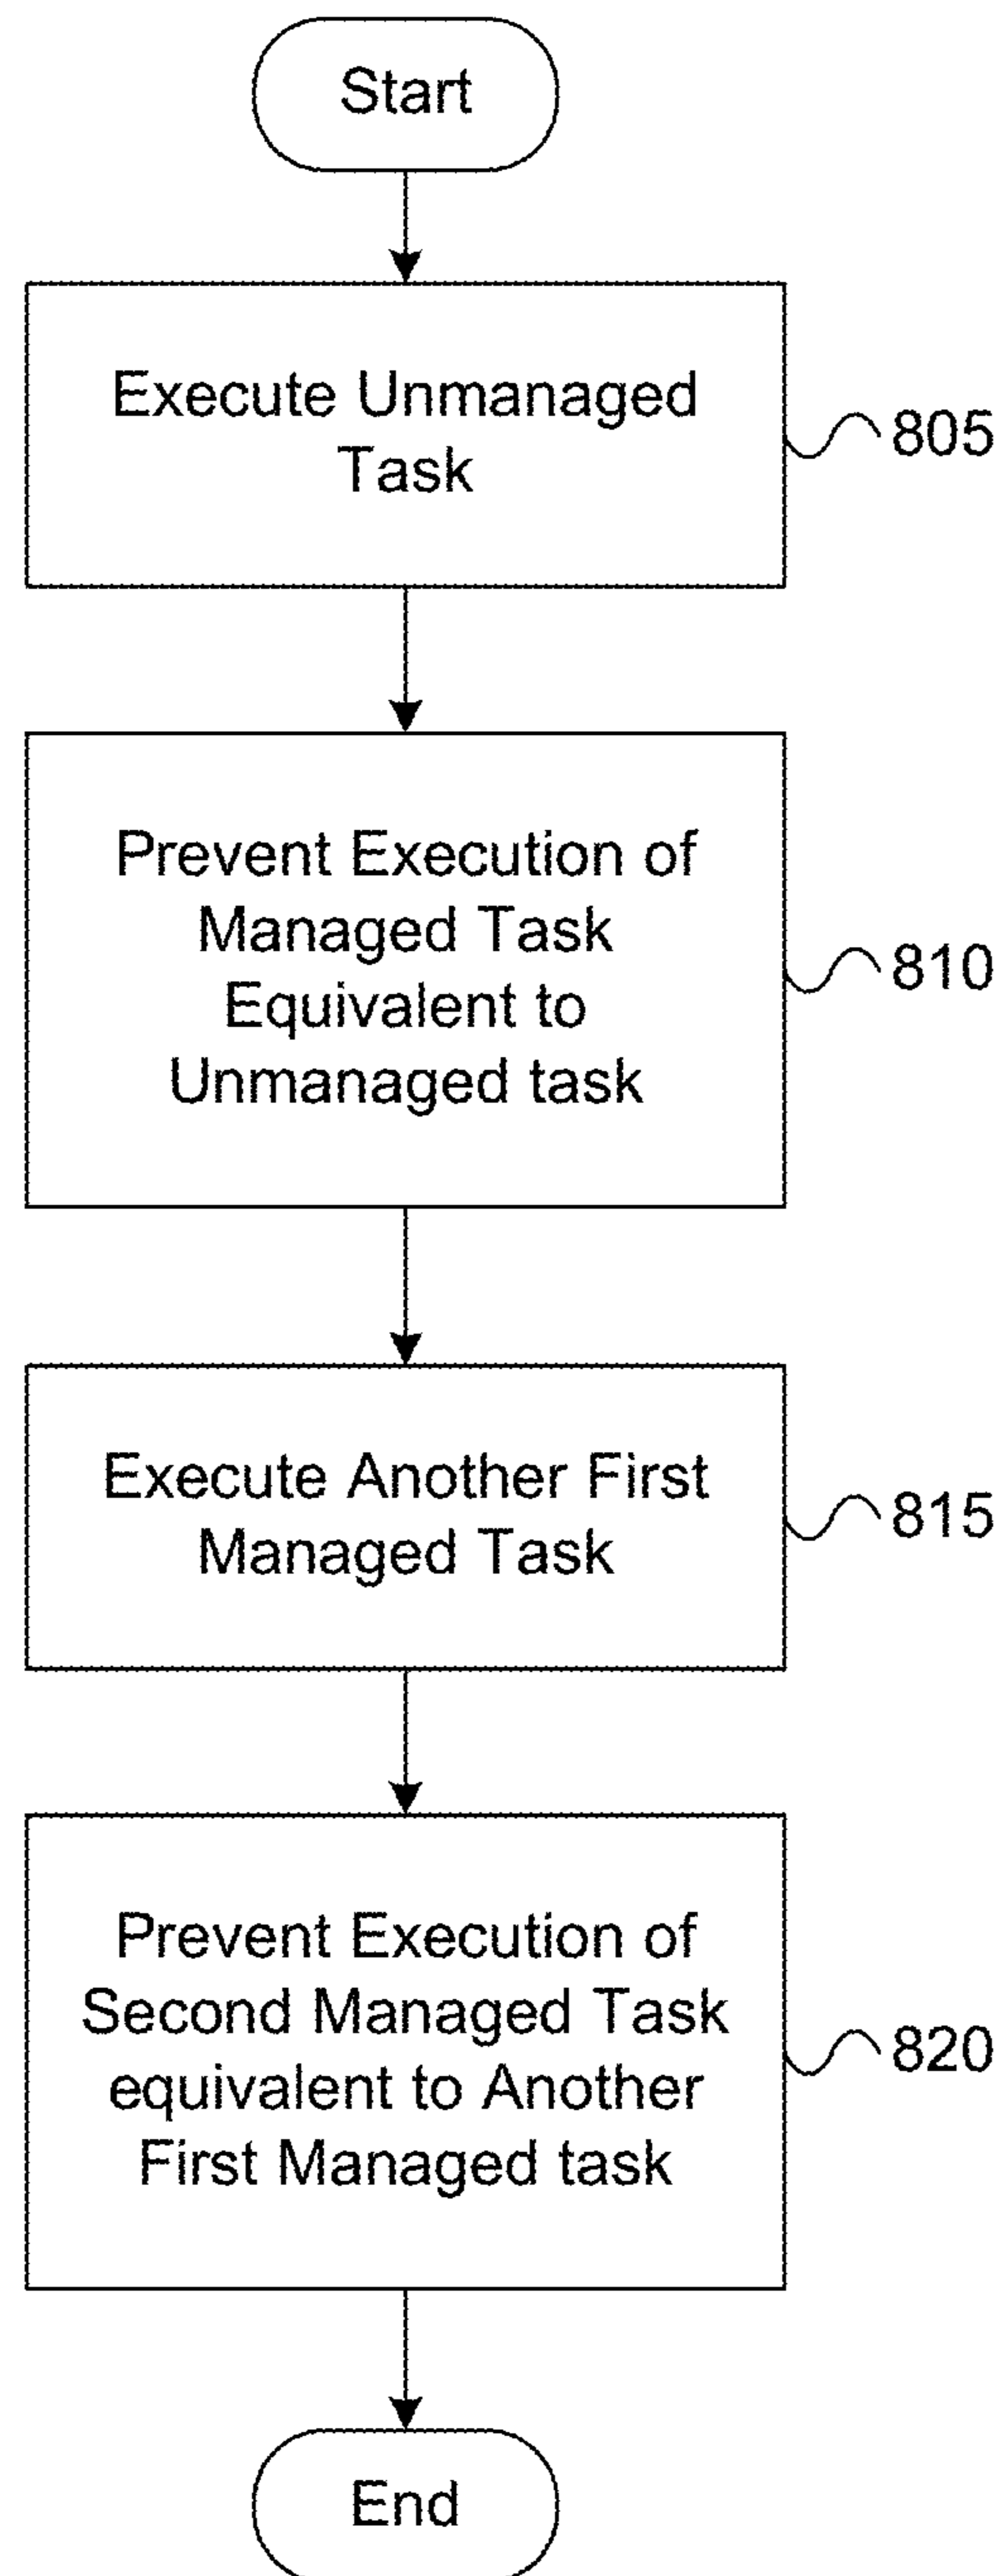 Start
Execute Unmanaged
Task
805
Prevent Execution of
Managed Task
Equivalent to
Unmanaged task
810
Execute Another First
Managed Task
815
Prevent Execution of
Second Managed Task
equivalent to Another
First Managed task
820
End